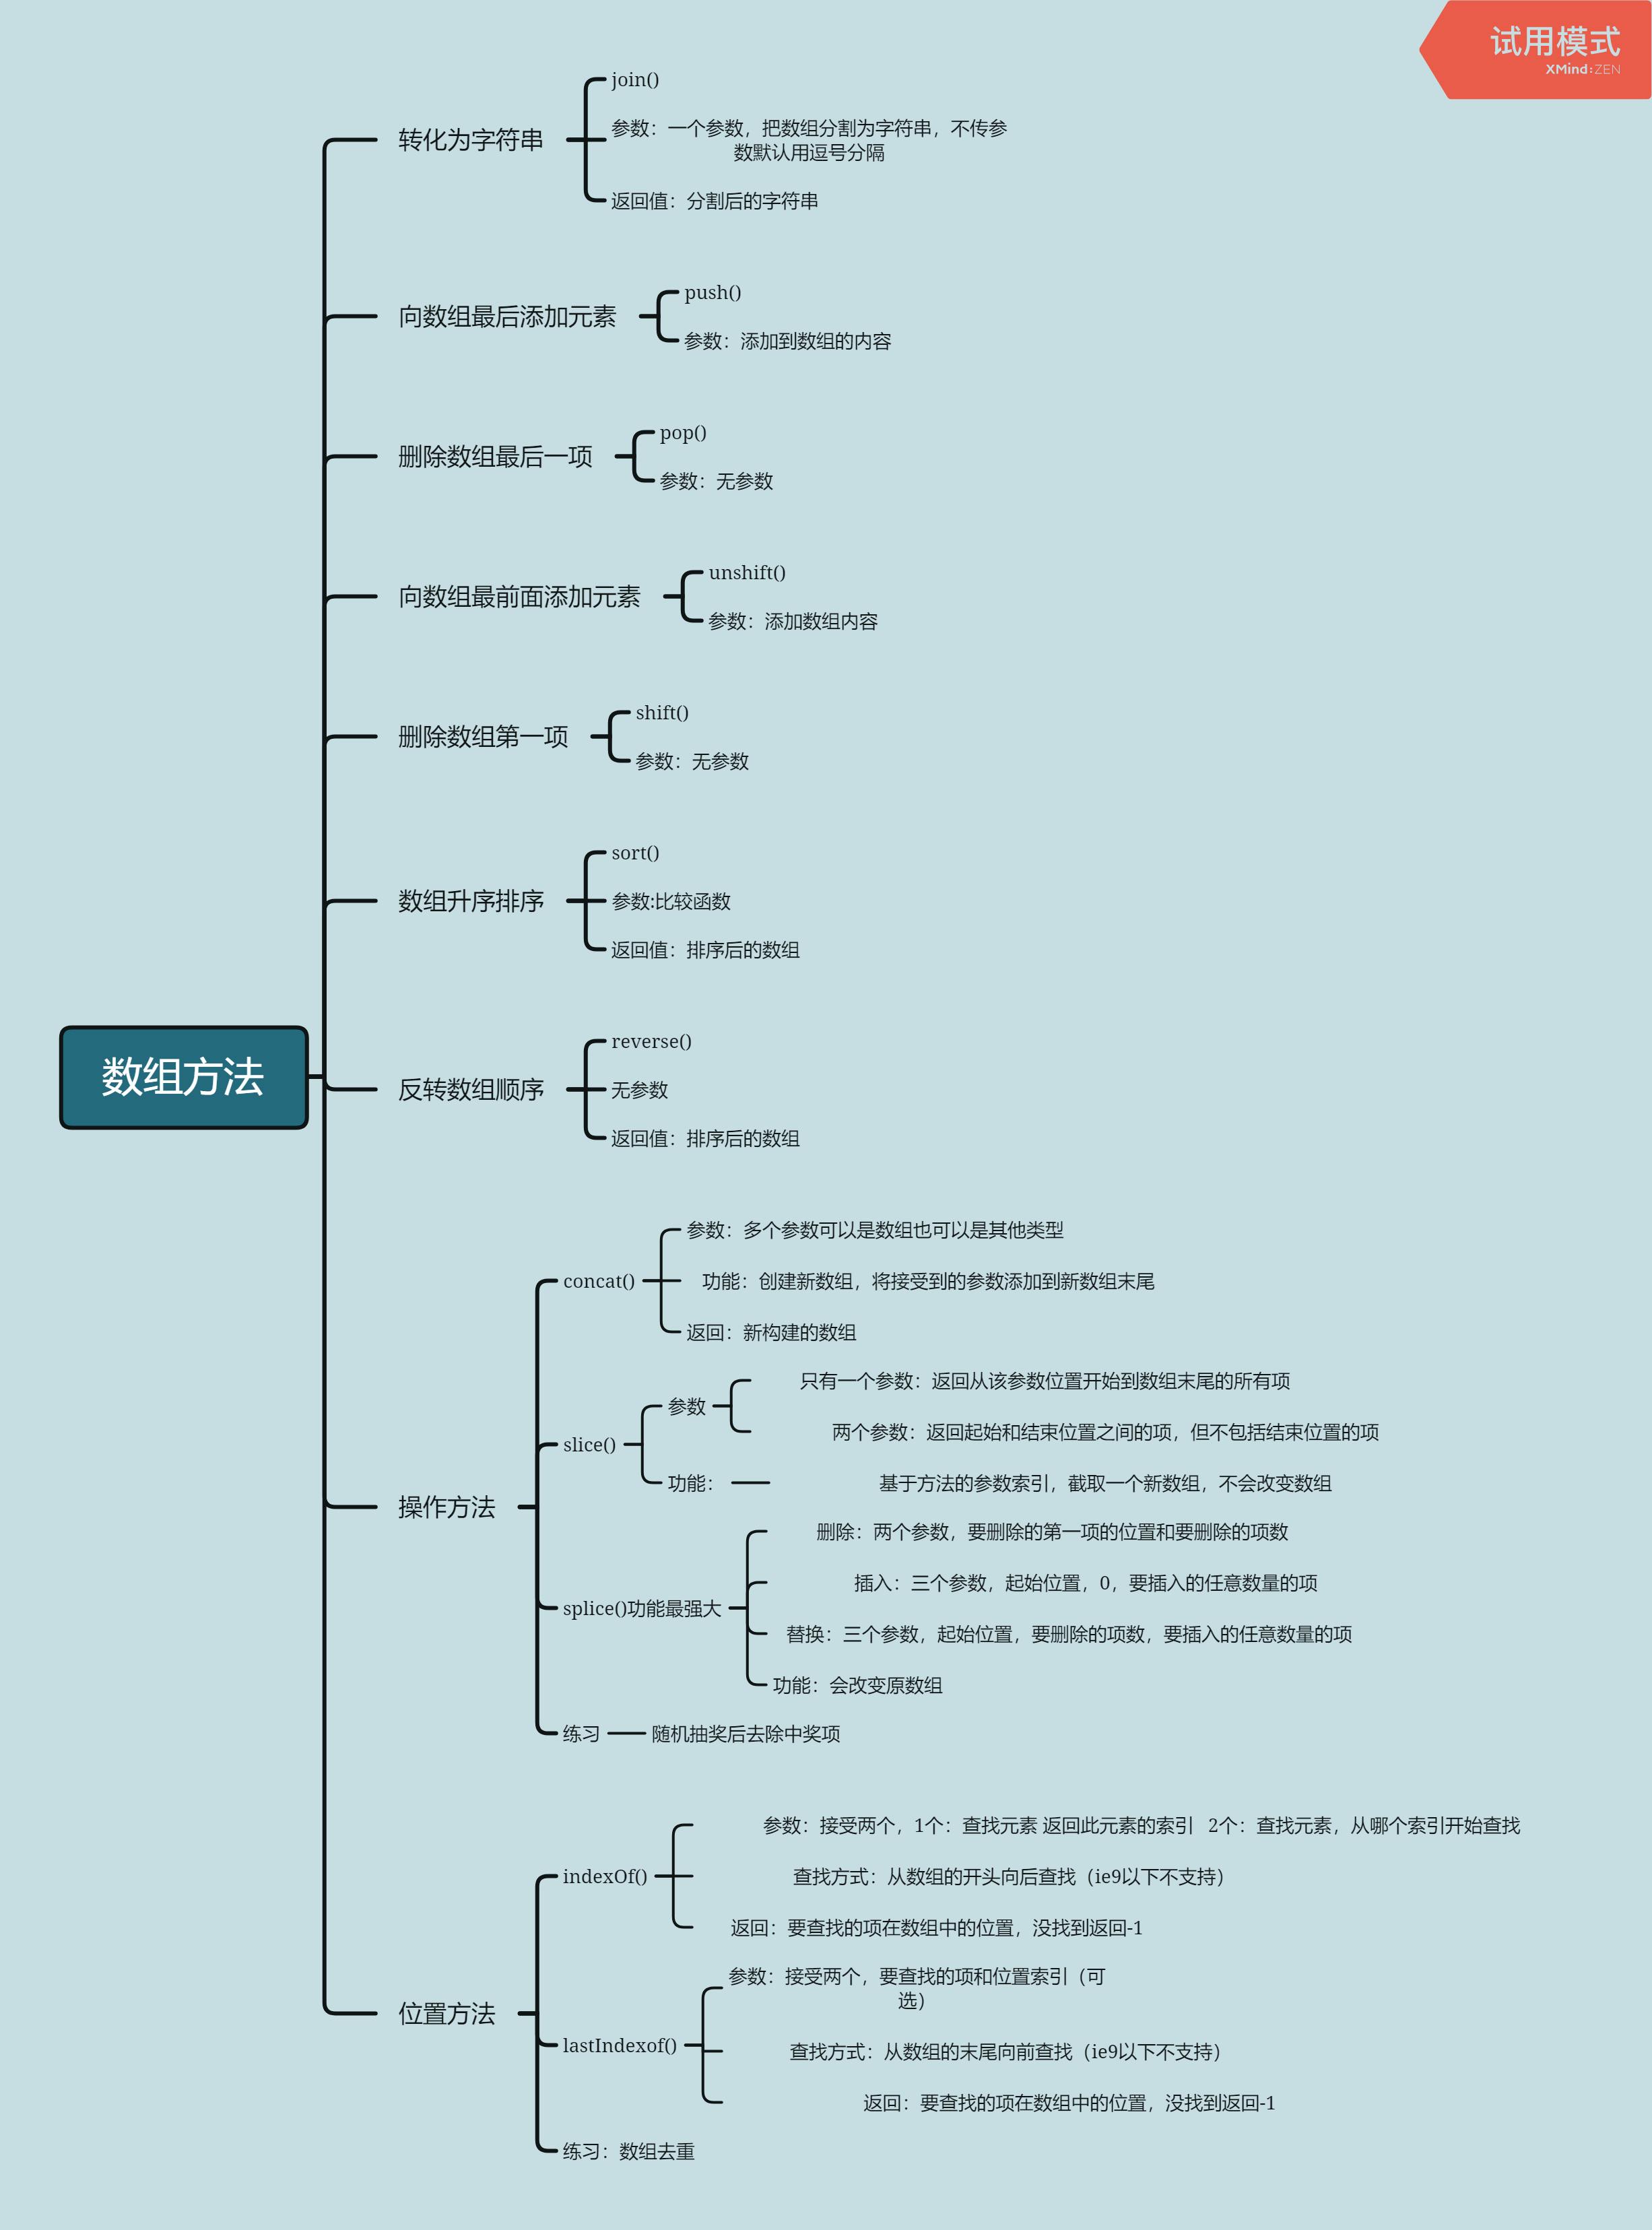 试用模式
XMind:ZEN
数组方法
转化为字符串
join()
参数：一个参数，把数组分割为字符串，不传参
数默认用逗号分隔
返回值：分割后的字符串
向数组最后添加元素
push()
参数：添加到数组的内容
删除数组最后一项
pop()
参数：无参数
向数组最前面添加元素
unshift()
参数：添加数组内容
删除数组第一项
shift()
参数：无参数
数组升序排序
sort()
参数:比较函数
返回值：排序后的数组
反转数组顺序
reverse()
无参数
返回值：排序后的数组
操作方法
concat()
参数：多个参数可以是数组也可以是其他类型
功能：创建新数组，将接受到的参数添加到新数组末尾
返回：新构建的数组
slice()
参数
只有一个参数：返回从该参数位置开始到数组末尾的所有项
两个参数：返回起始和结束位置之间的项，但不包括结束位置的项
功能：
基于方法的参数索引，截取一个新数组，不会改变数组
splice()功能最强大
删除：两个参数，要删除的第一项的位置和要删除的项数
插入：三个参数，起始位置，0，要插入的任意数量的项
替换：三个参数，起始位置，要删除的项数，要插入的任意数量的项
功能：会改变原数组
练习
随机抽奖后去除中奖项
位置方法
indexOf()
参数：接受两个，1个：查找元素 返回此元素的索引 2个：查找元素，从哪个索引开始查找
查找方式：从数组的开头向后查找（ie9以下不支持）
返回：要查找的项在数组中的位置，没找到返回-1
lastIndexof()
参数：接受两个，要查找的项和位置索引（可
选）
查找方式：从数组的末尾向前查找（ie9以下不支持）
返回：要查找的项在数组中的位置，没找到返回-1
练习：数组去重